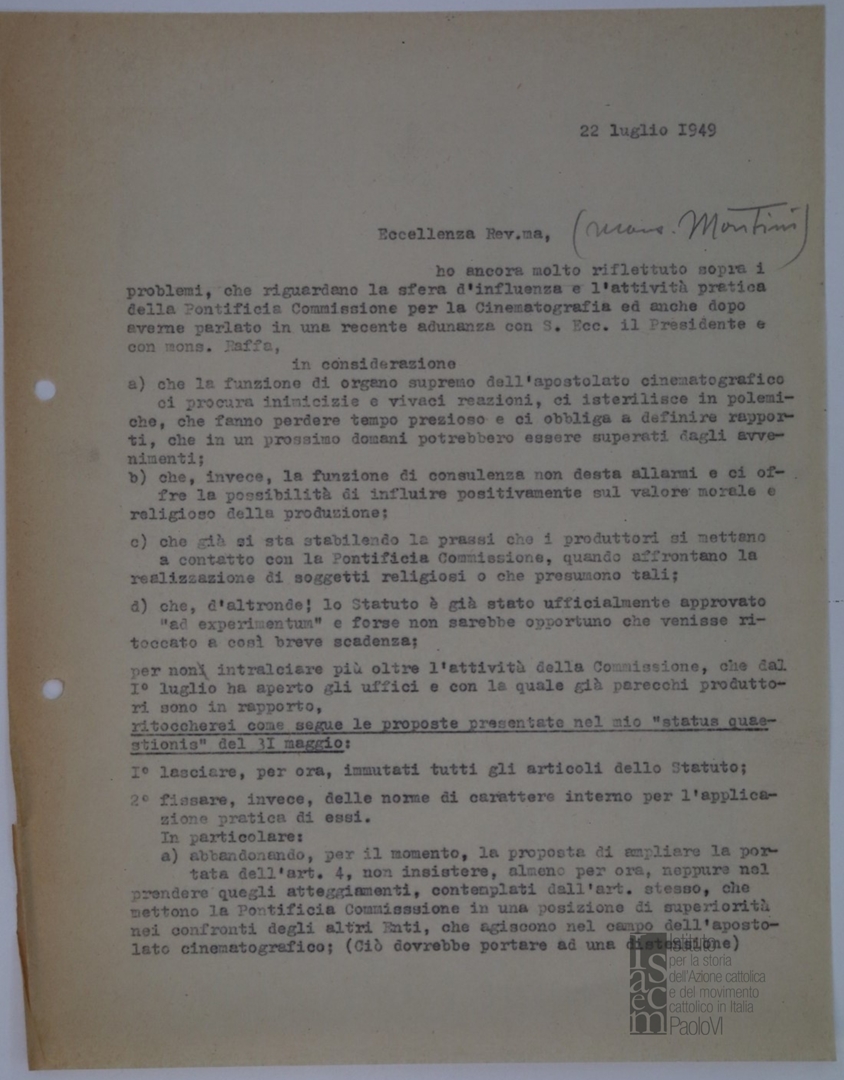 22 luglio I949
Eccellenza Rev.ma, (mons. Montini)
ho ancora molto riflettuto sopra i
problemi, che riguardano la sfera d'influenza e l'attività pratica
della Pontificia Commissione per la Cinematografia ed anche dopo
averne parlato in una recente adunanza con S. Ecc. il Presidente e
con mons. Raffa,
in considerazione
a) che la funzione di organo supremo dell'apostolato cinematografico
ci procura inimicizie e vivaci reazioni, ci isterilisce in polemi-
che, che fanno perdere tempo prezioso e ci obbliga a definire rappor-
ti, che in un prossimo domani potrebbero essere superati dagli avve-
nimenti;
b) che, invece, la funzione di consulenza non desta allarmi e ci of-
fre la possibilità di influire positivamente sul valore morale e
religioso della produzione;
c) che già si sta stabilendo la prassi che i produttori si mettano
a contatto con la Pontificia Commissione, quando affrontano la
realizzazione di soggetti religiosi o che presumono tali;
d) che, d'altronde! lo Statuto è già stato ufficialmente approvato
"ad experimentum" e forse non sarebbe opportuno che venisse ri-
toccato a così breve scadenza;
per non intralciare più oltre l'attività della Commissione, che dal
I° luglio ha aperto gli uffici e con la quale già parecchi produtto-
ri sono in rapporto,
ritoccherei come segue le proposte presentate nel mio "status quae-
stionis" del 3I maggio:
I° lasciare, per ora, immutati tutti gli articoli dello Statuto;
2° fissare, invece, delle norme di carattere interno per l'applica-
zione pratica di essi.
In particolare:
a) abbandonando, per il momento, la proposta di ampliare la por-
tata dell'art. 4, non insistere, almeno per ora, neppure nel
prendere quegli atteggiamenti, contemplati dall'art. stesso, che
mettono la Pontificia Commisssione in una posizione di superiorità
nei confronti degli altri Enti, che agiscono nel campo dell'aposto-
lato cinematografico; (Ciò dovrebbe portare ad una distensione)
isacem
Istituto
per la storia
dell'Azione cattolica
e del movimento
cattolico in Italia
PaoloVI